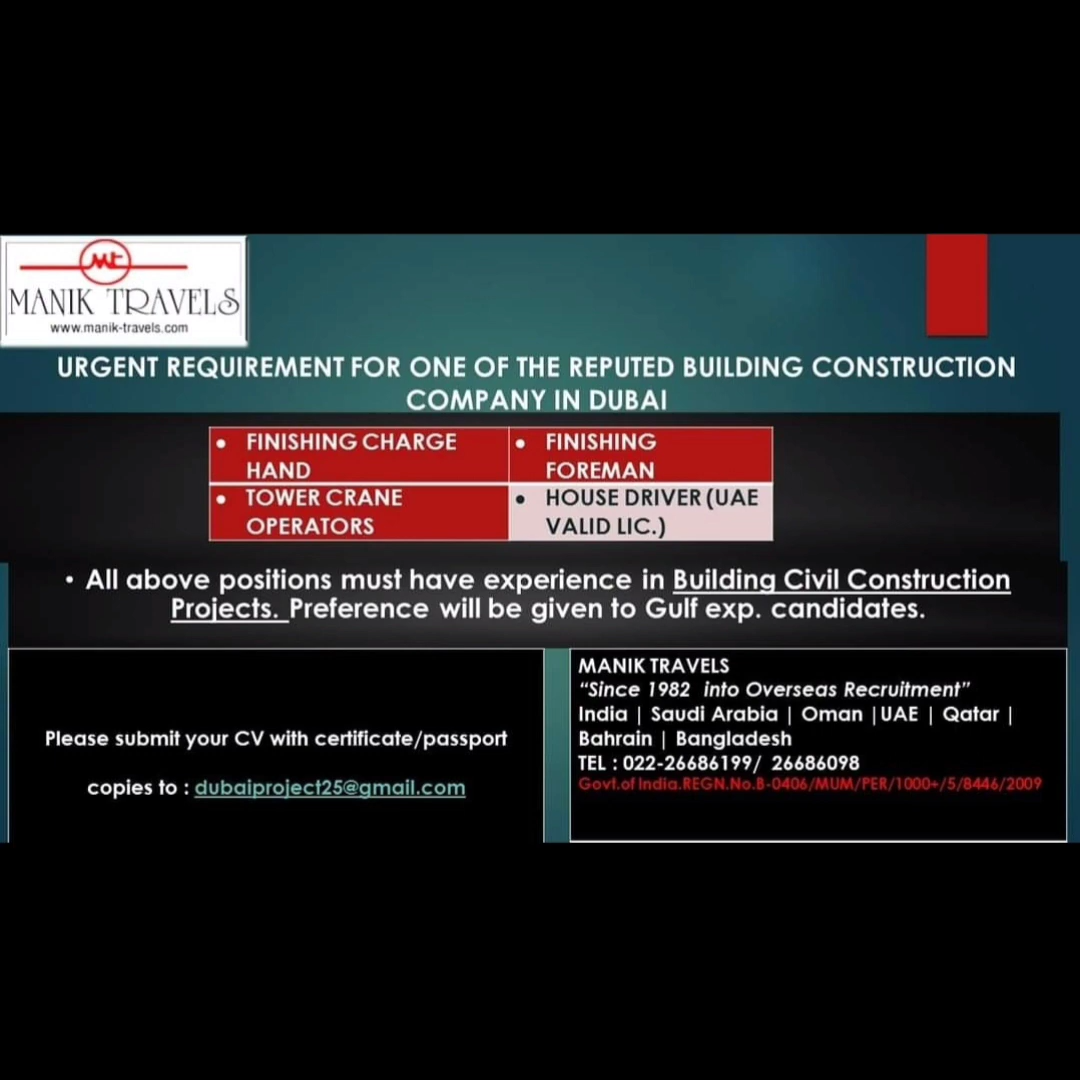 Mt
MANIK TRAVELS
www.manik-travels.com
URGENT REQUIREMENT FOR ONE OF THE REPUTED BUILDING CONSTRUCTION
COMPANY IN DUBAI
• FINISHING CHARGE
HAND
• FINISHING
FOREMAN
• TOWER CRANE
OPERATORS
• HOUSE DRIVER (UAE
VALID LIC.)
• All above positions must have experience in Building Civil Construction
Projects. Preference will be given to Gulf exp. candidates.
Please submit your CV with certificate/passport
copies to : dubaiproject25@gmail.com
MANIK TRAVELS
“Since 1982 into Overseas Recruitment”
India | Saudi Arabia | Oman |UAE | Qatar |
Bahrain | Bangladesh
TEL : 022-26686199/ 26686098
Govt.of India.REGN.No.B-0406/MUM/PER/1000+/5/8446/2009